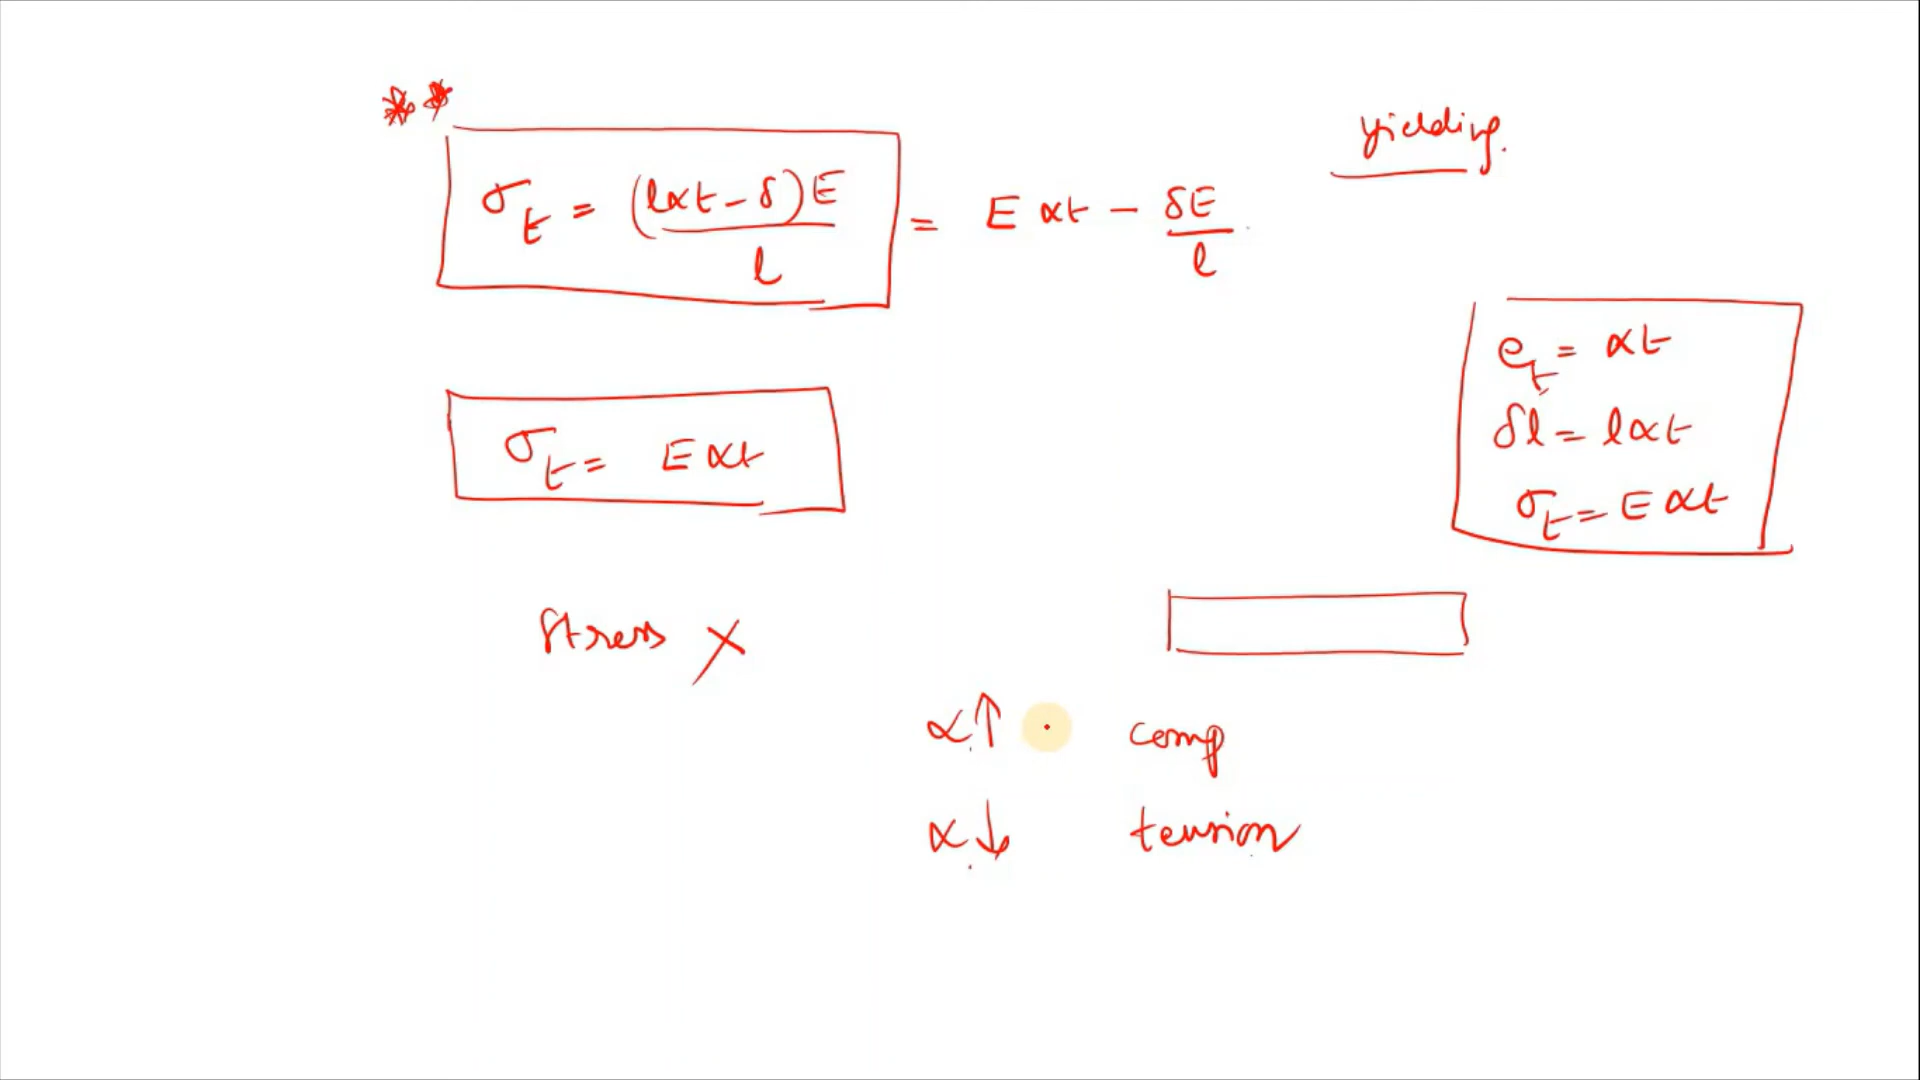 **
yielding.
σt = (lαt - δ)E / l = Eαt - δE / l
et = αt
δl = lαt
σt = Eαt
σt = Eαt
Stress X
α↑ comp
α↓ tension